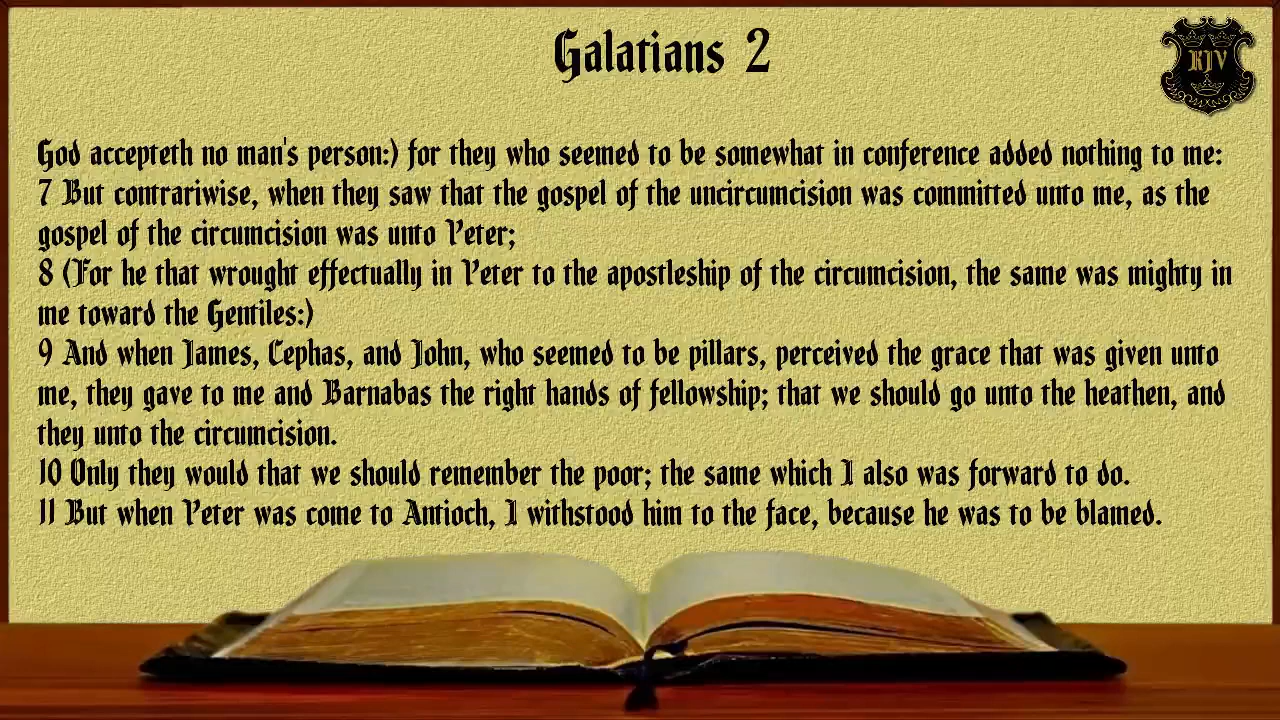 Galatians 2
KJV
God accepteth no man's person:) for they who seemed to be somewhat in conference added nothing to me:
7 But contrariwise, when they saw that the gospel of the uncircumcision was committed unto me, as the
gospel of the circumcision was unto Peter;
8 (For he that wrought effectually in Peter to the apostleship of the circumcision, the same was mighty in
me toward the Gentiles:)
9 And when James, Cephas, and John, who seemed to be pillars, perceived the grace that was given unto
me, they gave to me and Barnabas the right hands of fellowship; that we should go unto the heathen, and
they unto the circumcision.
10 Only they would that we should remember the poor; the same which I also was forward to do.
11 But when Peter was come to Antioch, I withstood him to the face, because he was to be blamed.